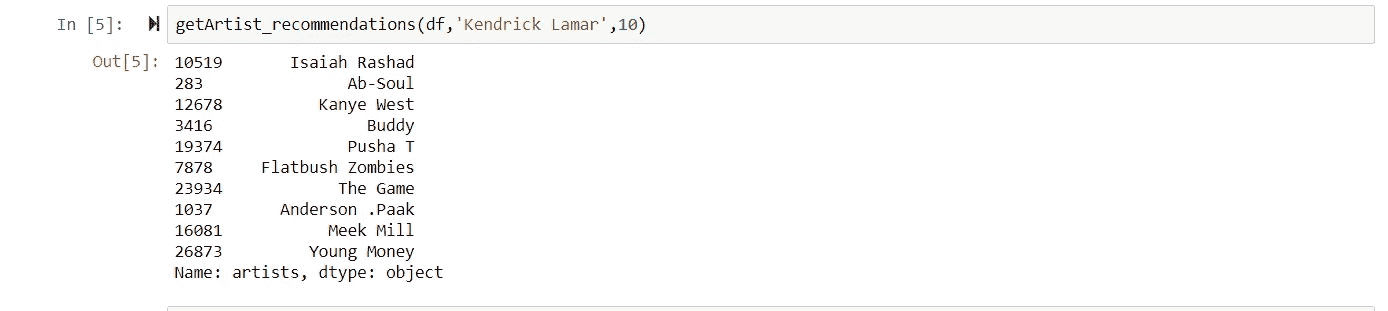 In [5]: getArtist_recommendations(df,'Kendrick Lamar',10)
Out[5]: 10519 Isaiah Rashad
283 Ab-Soul
12678 Kanye West
3416 Buddy
19374 Pusha T
7878 Flatbush Zombies
23934 The Game
1037 Anderson .Paak
16081 Meek Mill
26873 Young Money
Name: artists, dtype: object